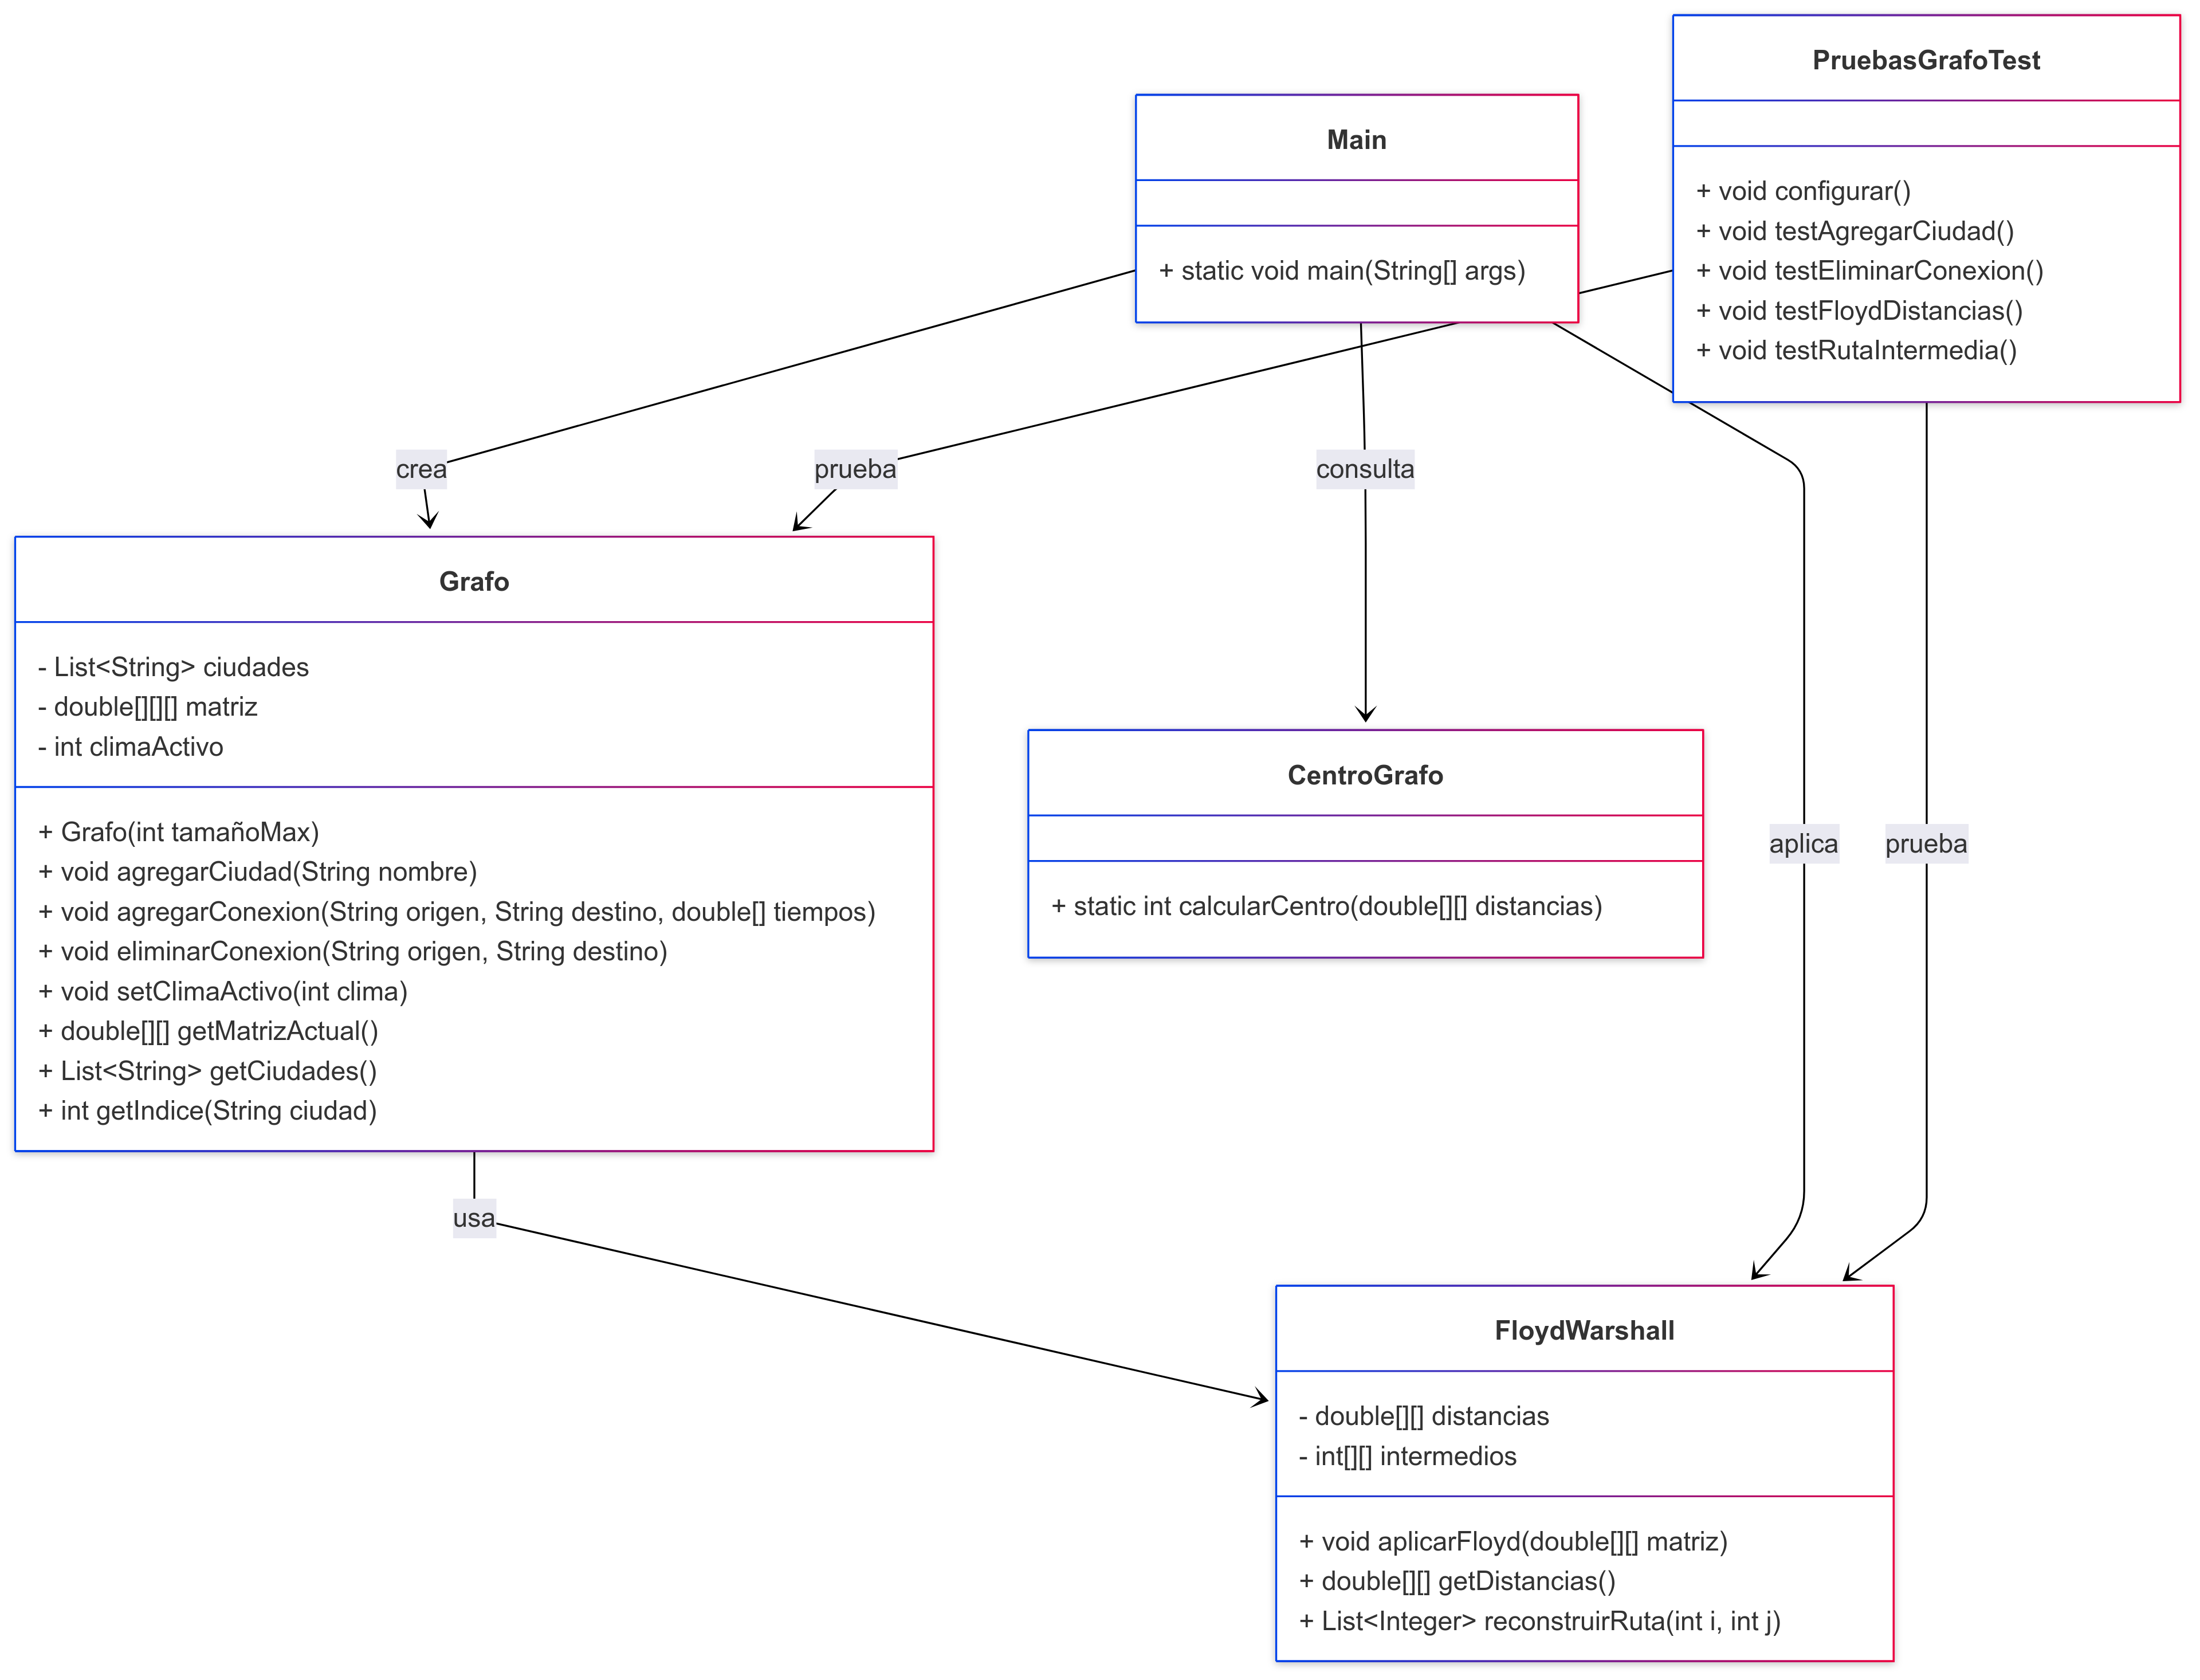 PruebasGrafoTest
+ void configurar()
+ void testAgregarCiudad()
+ void testEliminarConexion()
+ void testFloydDistancias()
+ void testRutaIntermedia()
Main
+ static void main(String[] args)
crea
prueba
consulta
Grafo
- List<String> ciudades
- double[][][] matriz
- int climaActivo
+ Grafo(int tamañoMax)
+ void agregarCiudad(String nombre)
+ void agregarConexion(String origen, String destino, double[] tiempos)
+ void eliminarConexion(String origen, String destino)
+ void setClimaActivo(int clima)
+ double[][] getMatrizActual()
+ List<String> getCiudades()
+ int getIndice(String ciudad)
CentroGrafo
+ static int calcularCentro(double[][] distancias)
aplica
prueba
usa
FloydWarshall
- double[][] distancias
- int[][] intermedios
+ void aplicarFloyd(double[][] matriz)
+ double[][] getDistancias()
+ List<Integer> reconstruirRuta(int i, int j)